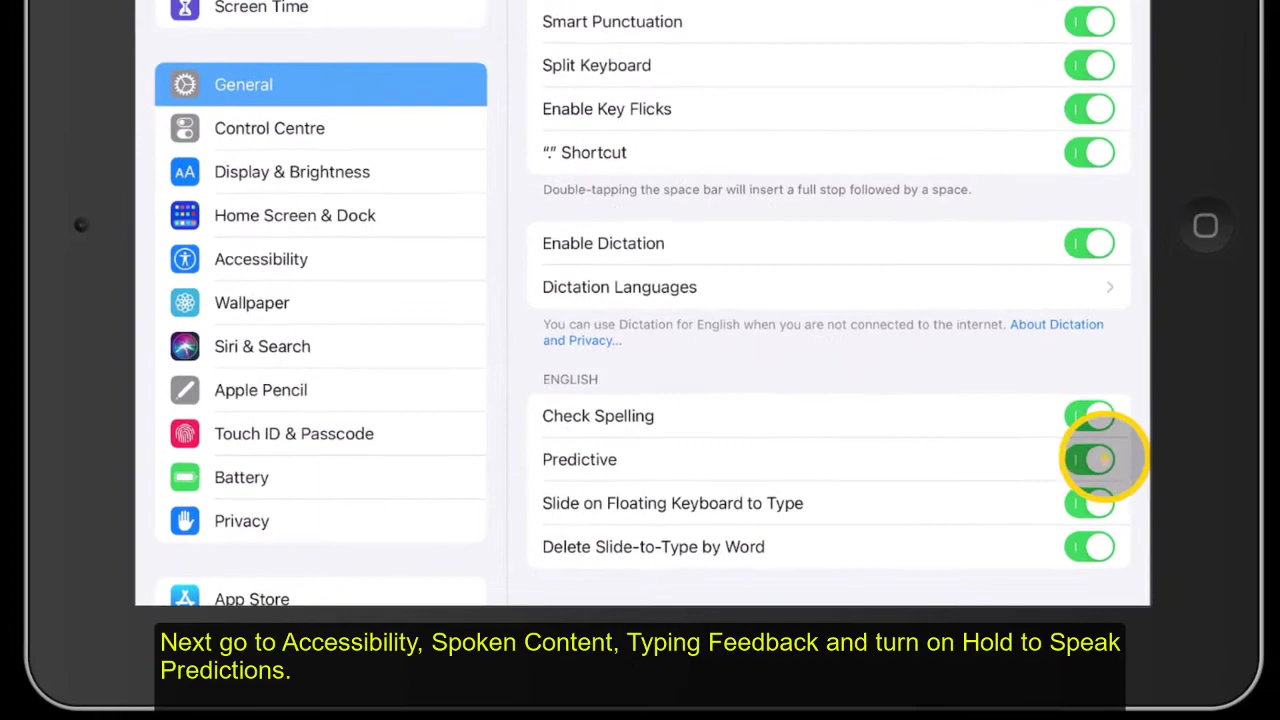 Screen Time
General
Control Centre
Display & Brightness
Home Screen & Dock
Accessibility
Wallpaper
Siri & Search
Apple Pencil
Touch ID & Passcode
Battery
Privacy
App Store
Smart Punctuation
Split Keyboard
Enable Key Flicks
“.” Shortcut
Double-tapping the space bar will insert a full stop followed by a space.
Enable Dictation
Dictation Languages
You can use Dictation for English when you are not connected to the internet. About Dictation
and Privacy...
ENGLISH
Check Spelling
Predictive
Slide on Floating Keyboard to Type
Delete Slide-to-Type by Word
Next go to Accessibility, Spoken Content, Typing Feedback and turn on Hold to Speak
Predictions.